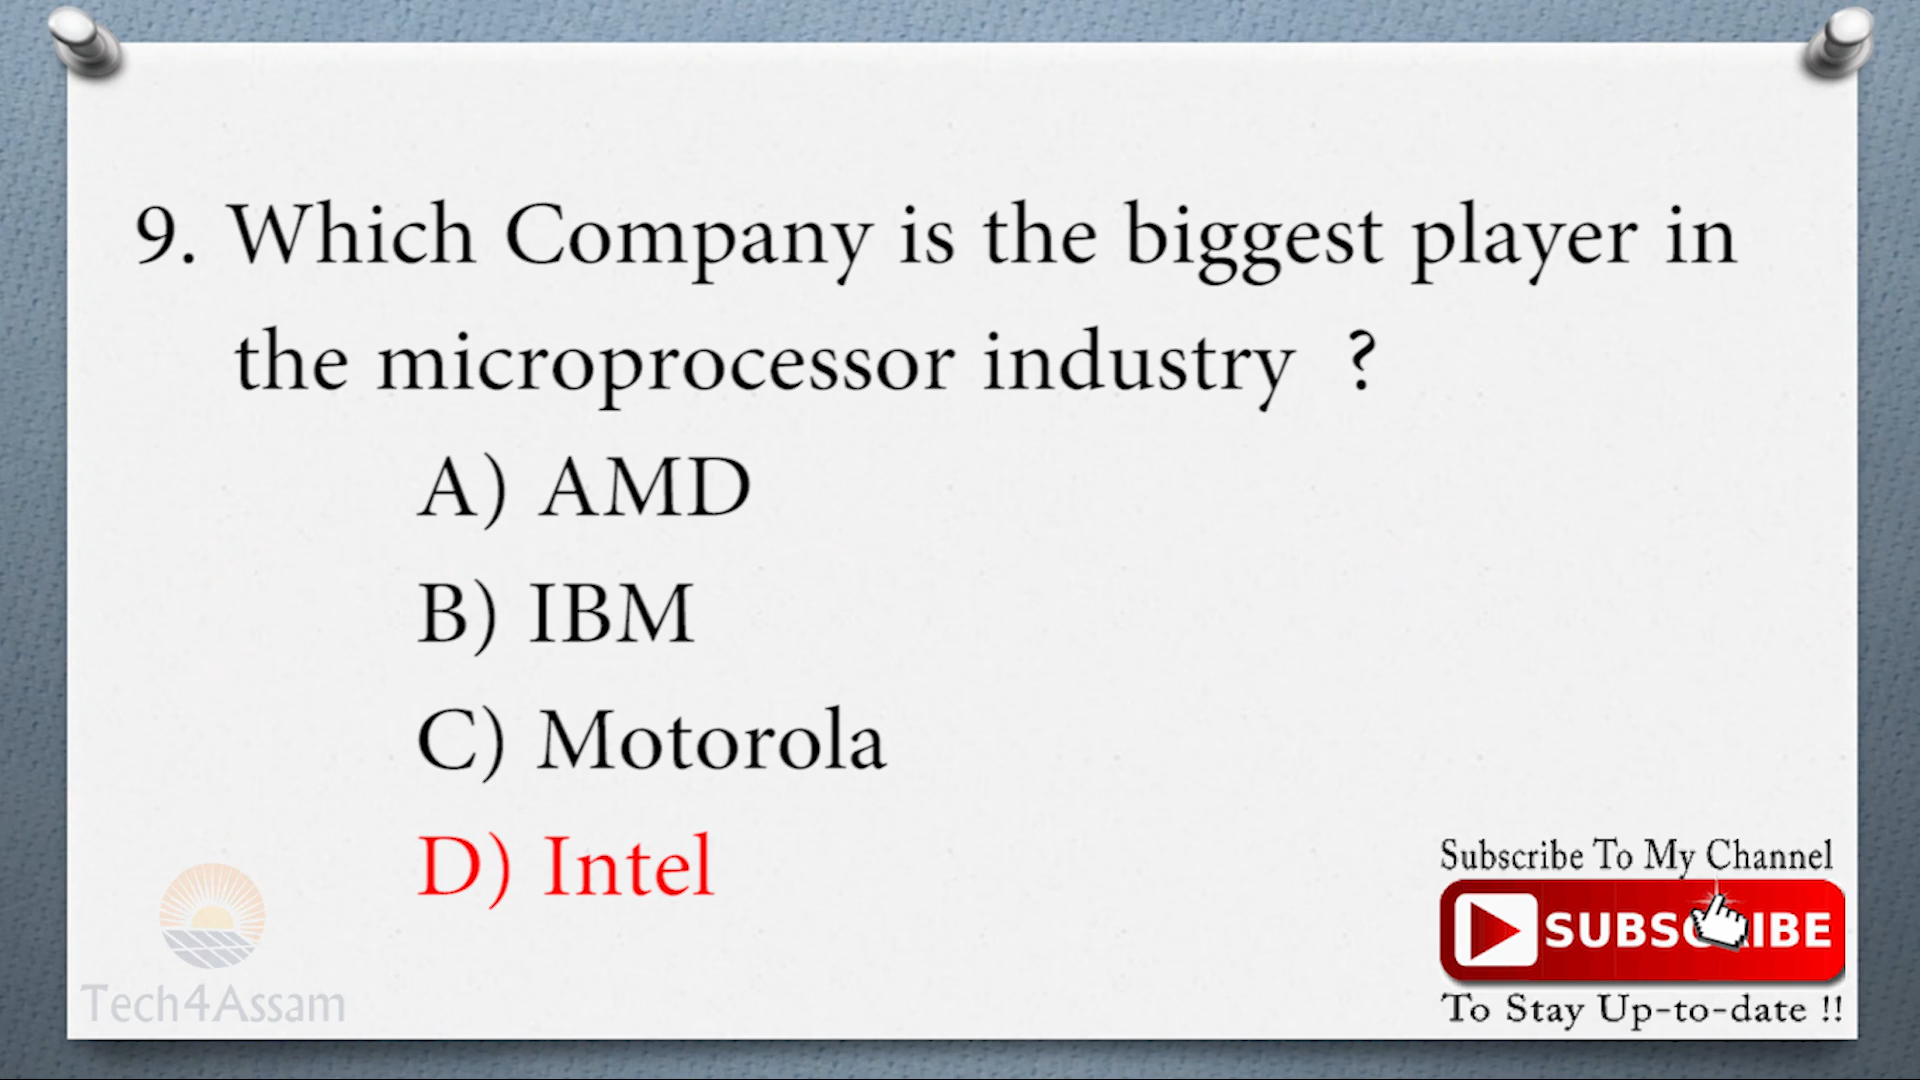 9. Which Company is the biggest player in
the microprocessor industry ?
A) AMD
B) IBM
C) Motorola
D) Intel
Tech4Assam
Subscribe To My Channel
SUBSCRIBE
To Stay Up-to-date !!